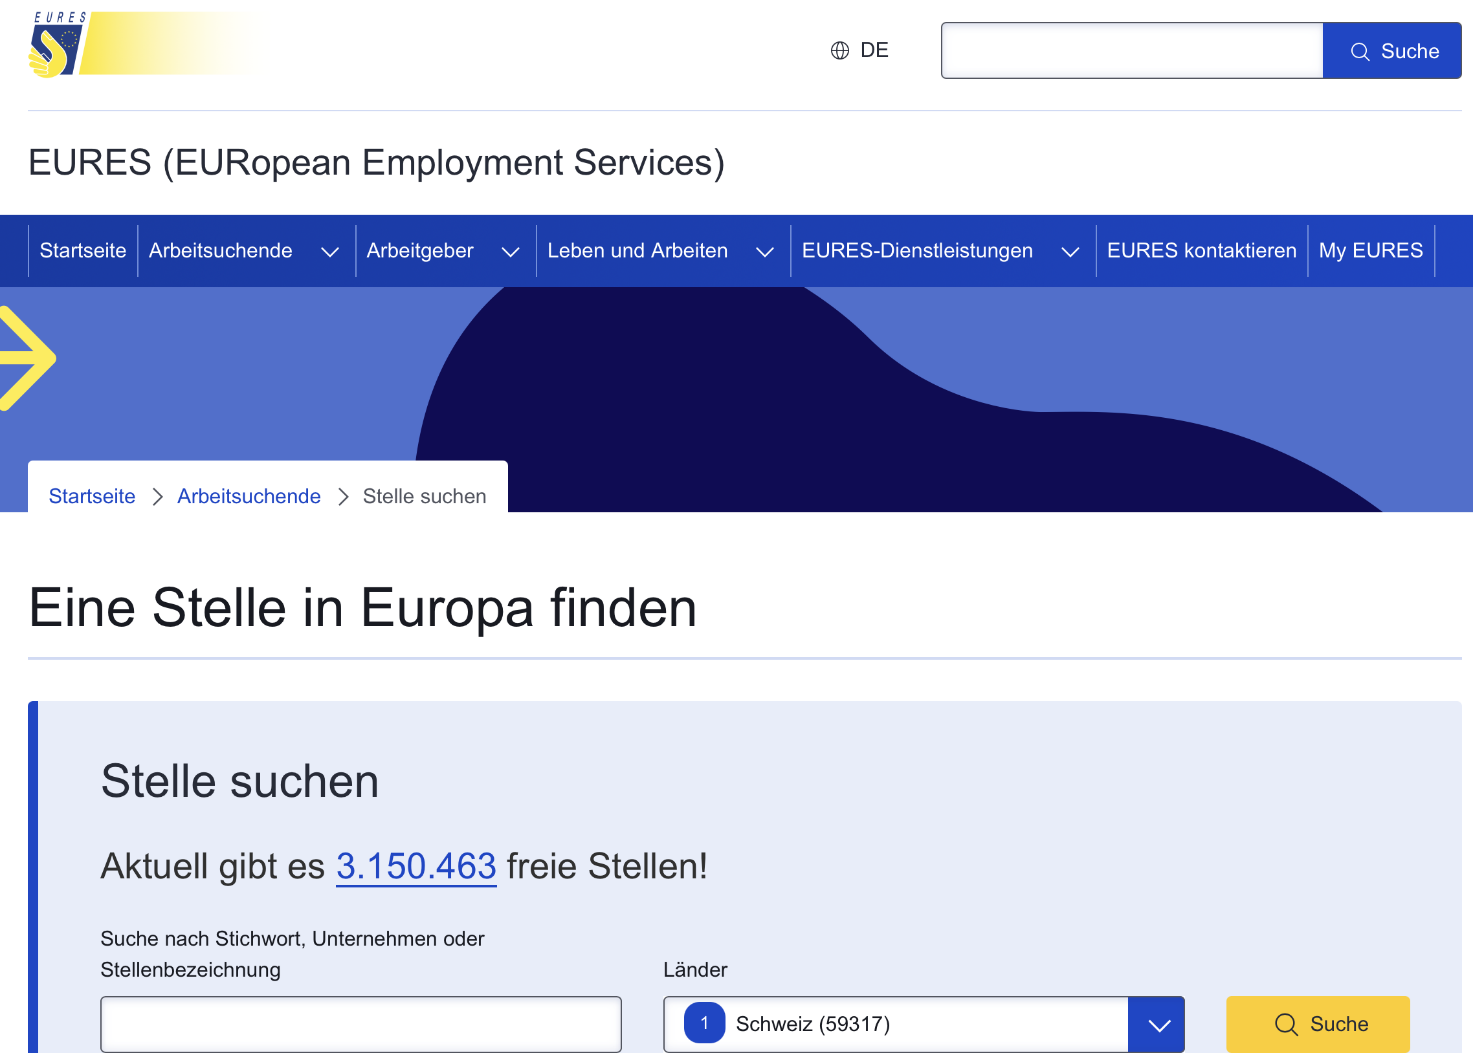 EURES
DE
Suche
EURES (EURopean Employment Services)
Startseite
Arbeitsuchende
Arbeitgeber
Leben und Arbeiten
EURES-Dienstleistungen
EURES kontaktieren
My EURES
Startseite
Arbeitsuchende
Stelle suchen
Eine Stelle in Europa finden
Stelle suchen
Aktuell gibt es 3.150.463 freie Stellen!
Suche nach Stichwort, Unternehmen oder
Stellenbezeichnung
Länder
1 Schweiz (59317)
Suche